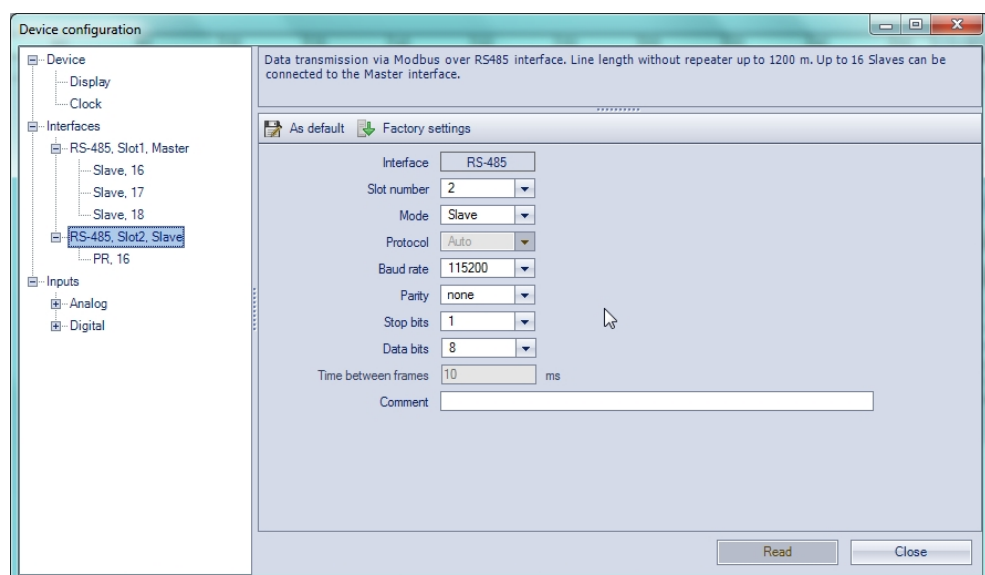 Device configuration
Device
Display
Clock
Interfaces
RS-485, Slot1, Master
Slave, 16
Slave, 17
Slave, 18
RS-485, Slot2, Slave
PR, 16
Inputs
Analog
Digital
Data transmission via Modbus over RS485 interface. Line length without repeater up to 1200 m. Up to 16 Slaves can be
connected to the Master interface.
As default Factory settings
Interface RS-485
Slot number 2
Mode Slave
Protocol Auto
Baud rate 115200
Parity none
Stop bits 1
Data bits 8
Time between frames 10 ms
Comment
Read Close